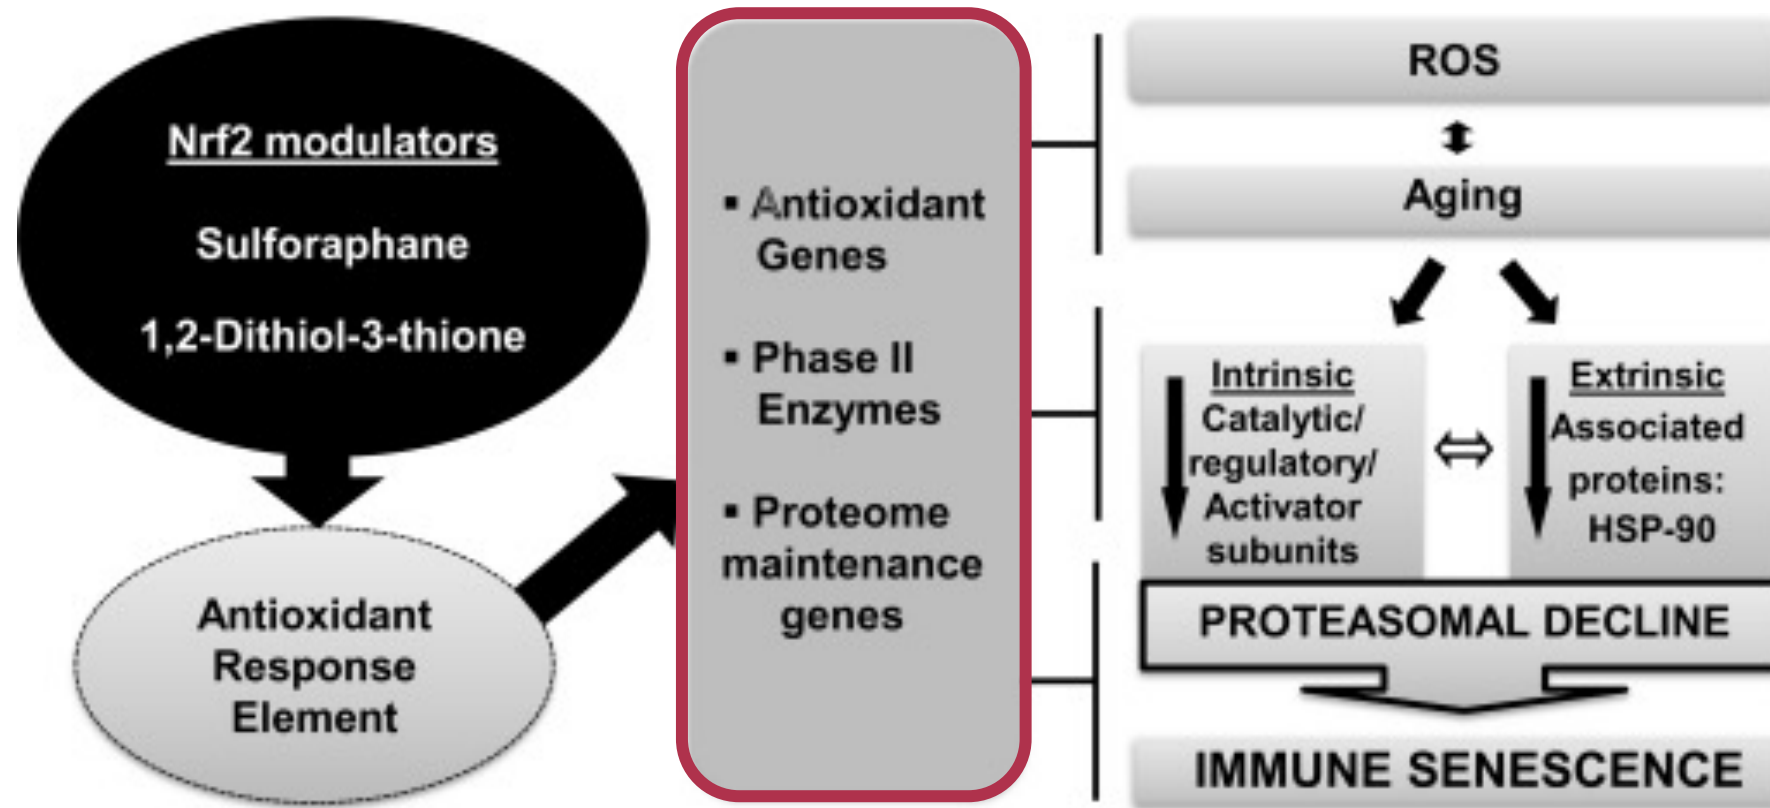 Nrf2 modulators
Sulforaphane
1,2-Dithiol-3-thione
Antioxidant
Response
Element
▪ Antioxidant
Genes
▪ Phase II
Enzymes
▪ Proteome
maintenance
genes
ROS
Aging
Intrinsic
Catalytic/
regulatory/
Activator
subunits
Extrinsic
Associated
proteins:
HSP-90
PROTEASOMAL DECLINE
IMMUNE SENESCENCE